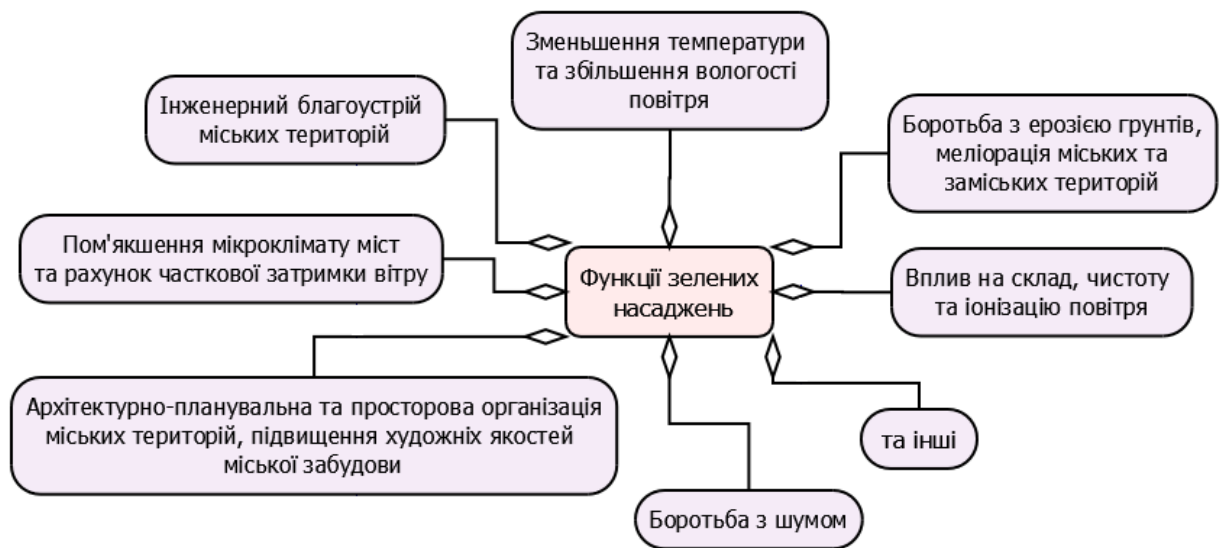 Зменьшення температури
та збільшення вологості
повітря
Інженерний благоустрій
міських територій
Боротьба з ерозією грунтів,
меліорація міських та
заміських територій
Пом'якшення мікроклімату міст
та рахунок часткової затримки вітру
Функції зелених
насаджень
Вплив на склад, чистоту
та іонізацію повітря
Архітектурно-планувальна та просторова організація
міських територій, підвищення художніх якостей
міської забудови
та інші
Боротьба з шумом